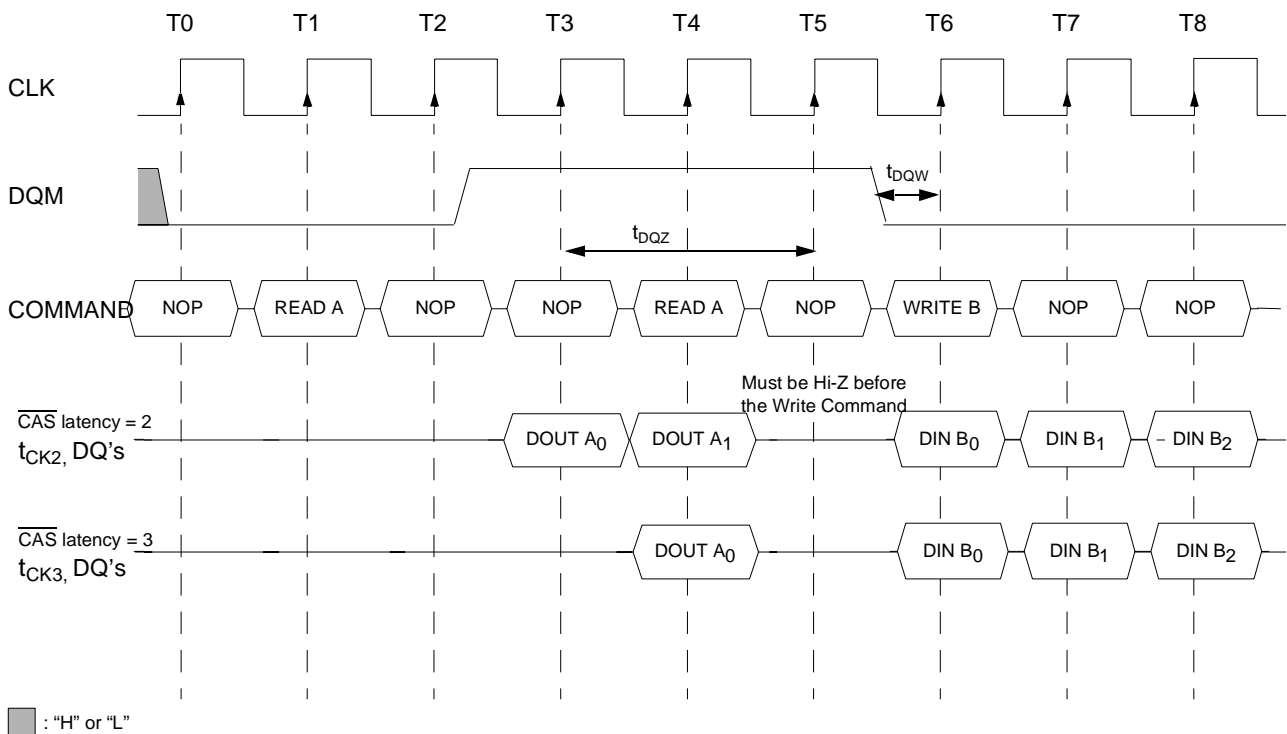 T0 T1 T2 T3 T4 T5 T6 T7 T8
CLK
DQM
tDQW
tDQZ
COMMAND NOP READ A NOP NOP READ A NOP WRITE B NOP NOP
Must be Hi-Z before
the Write Command
CAS latency = 2
tCK2, DQ's
DOUT A0 DOUT A1 DIN B0 DIN B1 DIN B2
CAS latency = 3
tCK3, DQ's
DOUT A0 DIN B0 DIN B1 DIN B2
: “H” or “L”